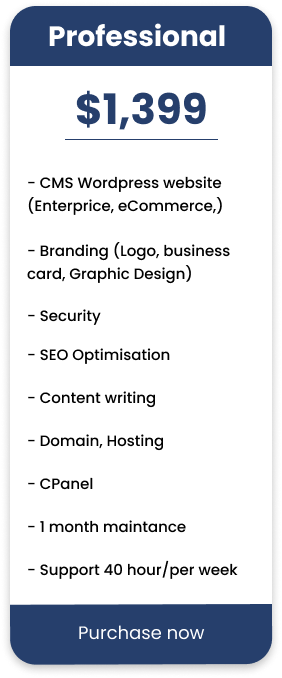 Professional
$1,399
- CMS Wordpress website
(Enterprice, eCommerce,)
- Branding (Logo, business
card, Graphic Design)
- Security
- SEO Optimisation
- Content writing
- Domain, Hosting
- CPanel
- 1 month maintance
- Support 40 hour/per week
Purchase now